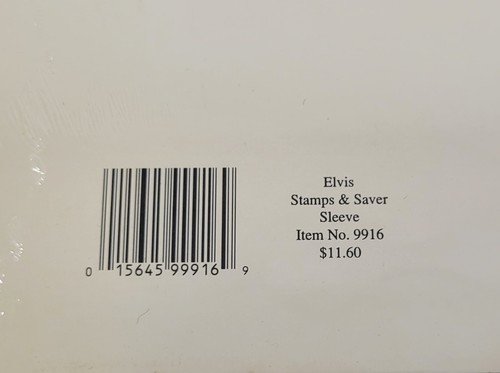 Elvis
Stamps & Saver
Sleeve
Item No. 9916
$11.60
0 15645 99916 9